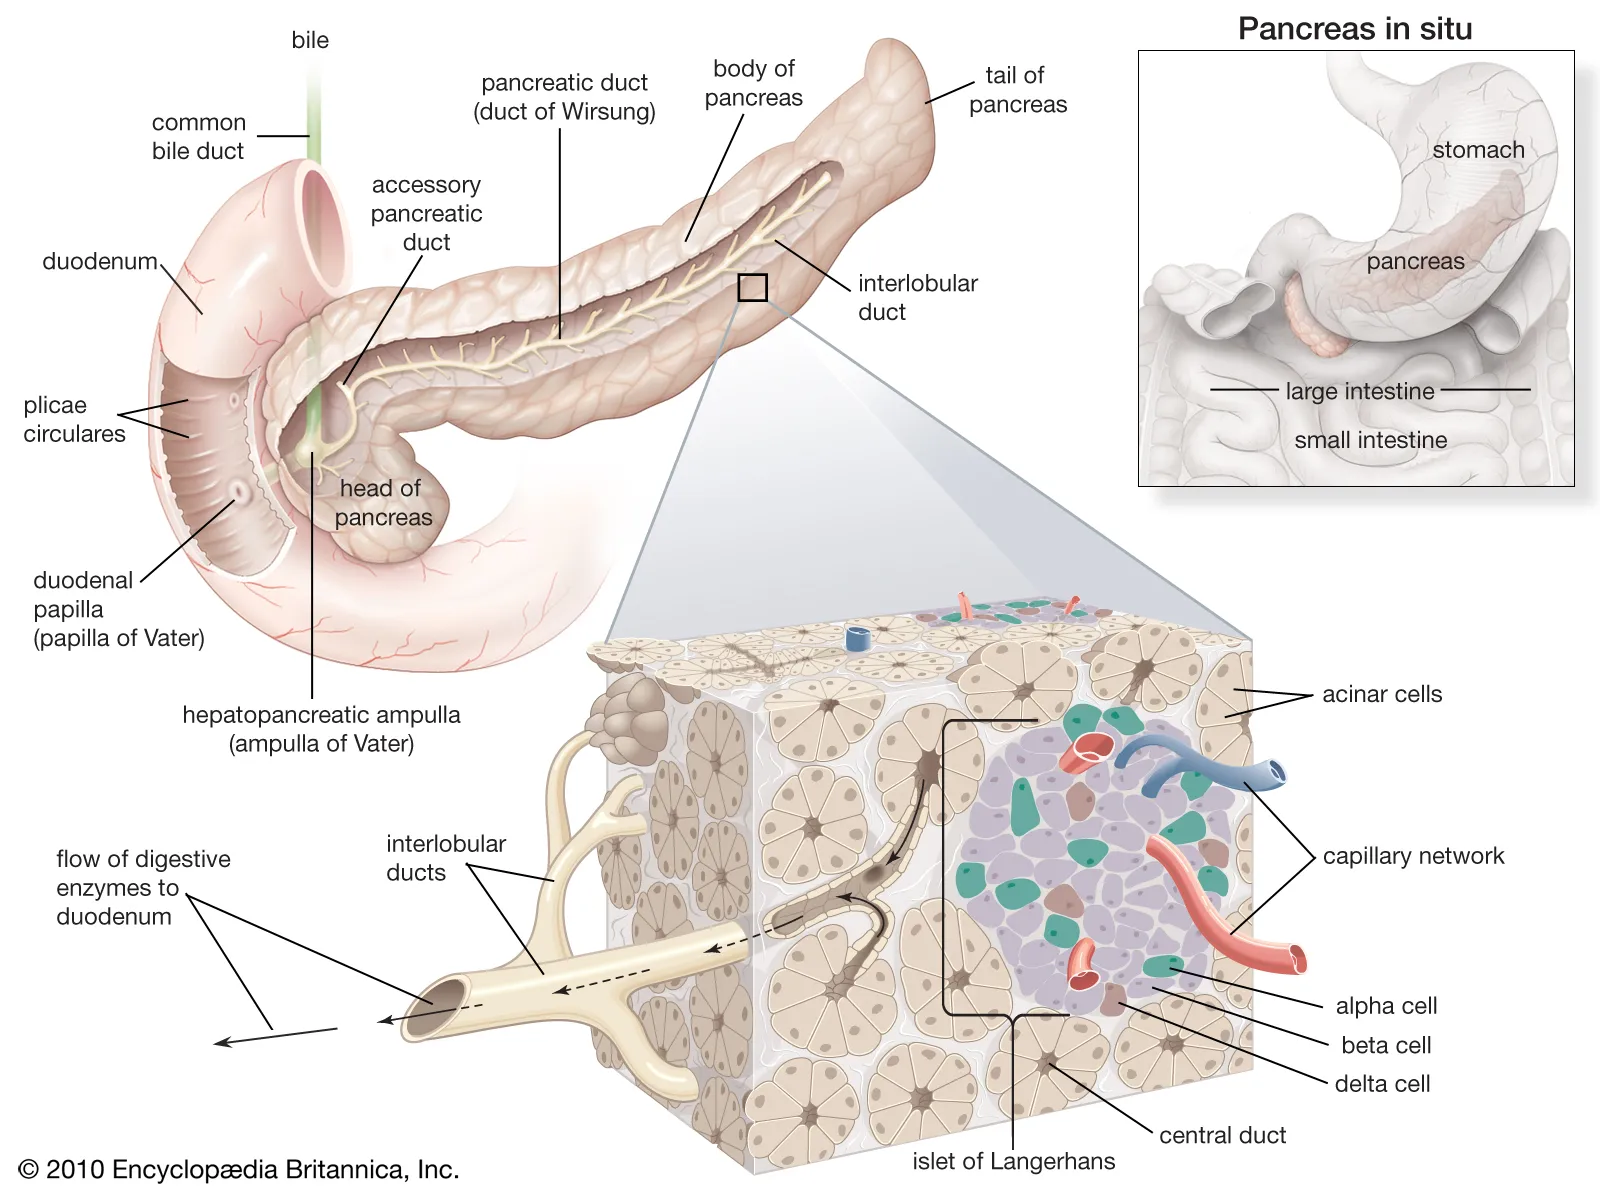 Pancreas in situ
bile
pancreatic duct
(duct of Wirsung)
body of
pancreas
tail of
pancreas
common
bile duct
accessory
pancreatic
duct
duodenum
interlobular
duct
stomach
pancreas
large intestine
small intestine
plicae
circulares
head of
pancreas
duodenal
papilla
(papilla of Vater)
hepatopancreatic ampulla
(ampulla of Vater)
acinar cells
interlobular
ducts
flow of digestive
enzymes to
duodenum
capillary network
alpha cell
beta cell
delta cell
central duct
islet of Langerhans
© 2010 Encyclopædia Britannica, Inc.